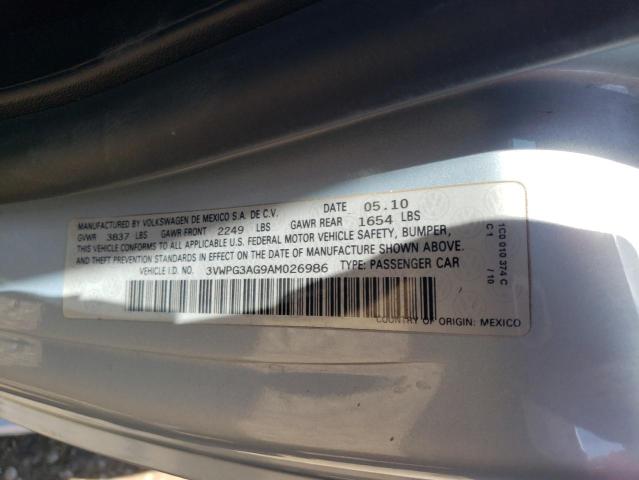 MANUFACTURED BY VOLKSWAGEN DE MEXICO S.A. DE C.V. DATE 05.10
GVWR 3837 LBS GAWR FRONT 2249 LBS GAWR REAR 1654 LBS
THIS VEHICLE CONFORMS TO ALL APPLICABLE U.S. FEDERAL MOTOR VEHICLE SAFETY, BUMPER,
AND THEFT PREVENTION STANDARDS IN EFFECT ON THE DATE OF MANUFACTURE SHOWN ABOVE.
VEHICLE I.D. NO. 3VWPG3AG9AM026986 TYPE: PASSENGER CAR
COUNTRY OF ORIGIN: MEXICO
1C0 010 374 C
C1 /10